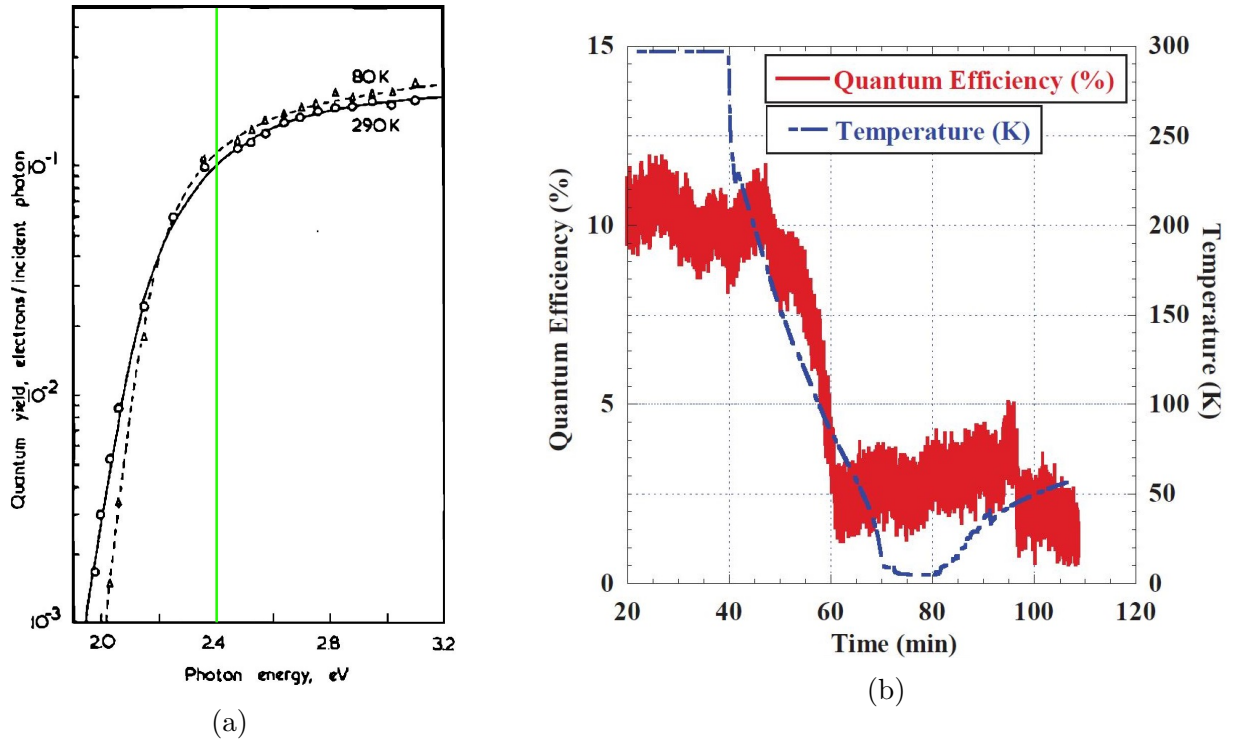 Quantum yield, electrons/incident photon
10^-1
10^-2
10^-3
80K
290K
2.0
2.4
2.8
3.2
Photon energy, eV
(a)
Quantum Efficiency (%)
Temperature (K)
Quantum Efficiency (%)
15
10
5
0
300
250
200
150
100
50
0
Temperature (K)
20
40
60
80
100
120
Time (min)
(b)